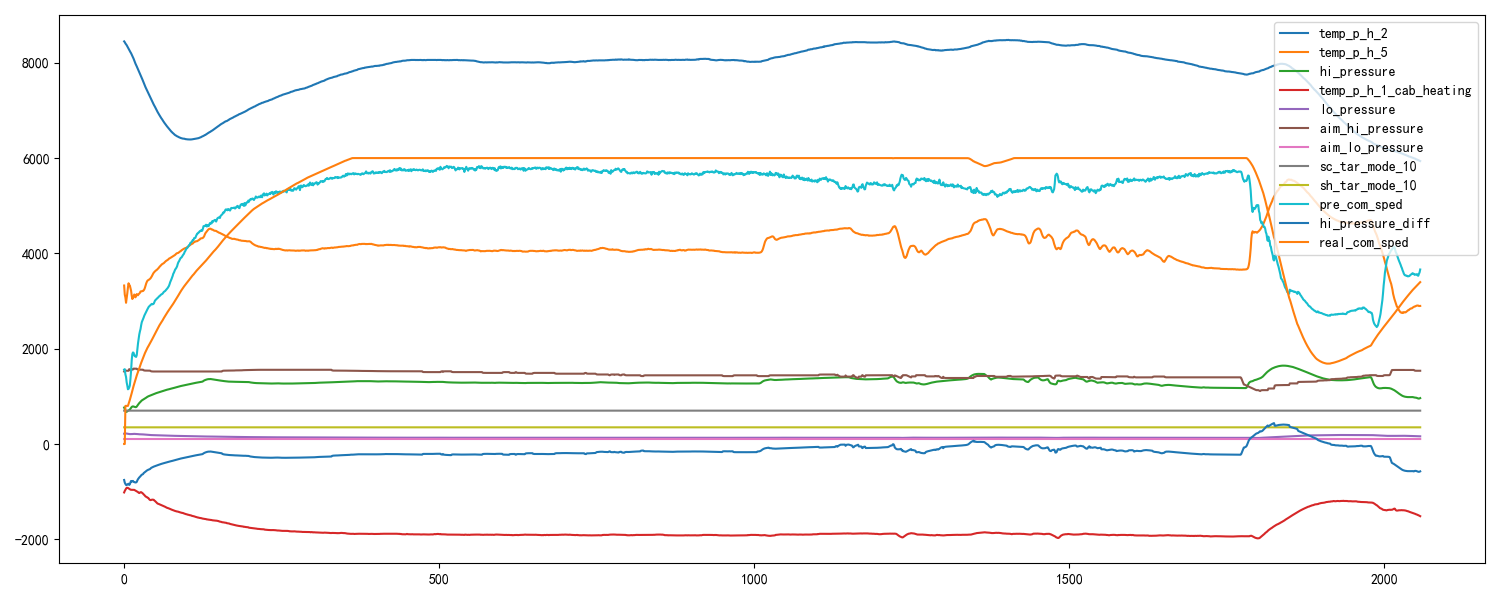 8000
6000
4000
2000
0
−2000
0
500
1000
1500
2000
temp_p_h_2
temp_p_h_5
hi_pressure
temp_p_h_1_cab_heating
lo_pressure
aim_hi_pressure
aim_lo_pressure
sc_tar_mode_10
sh_tar_mode_10
pre_com_sped
hi_pressure_diff
real_com_sped